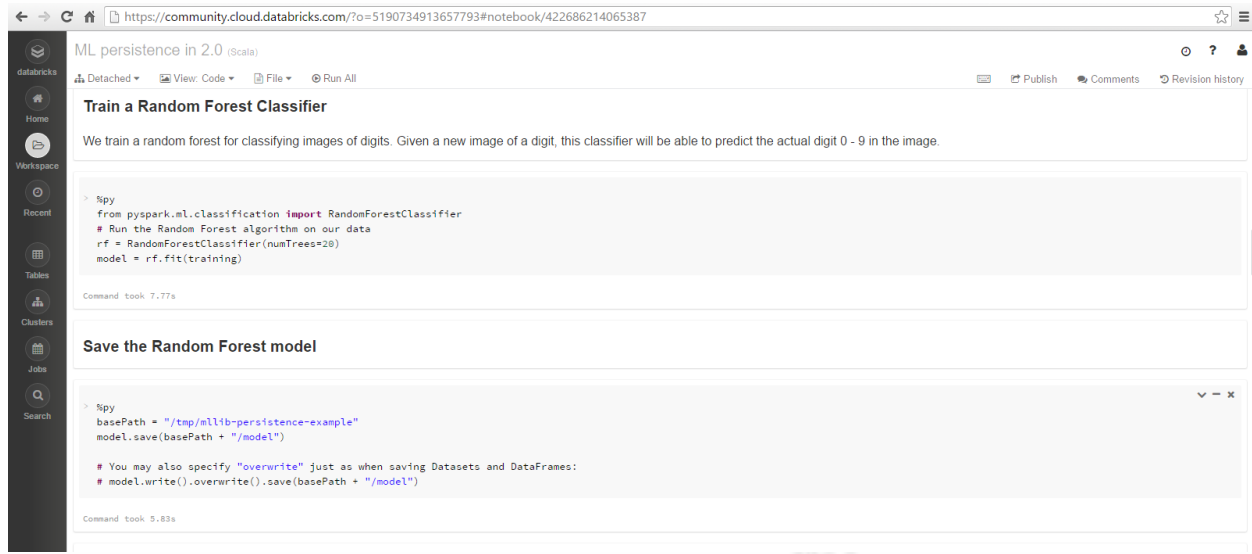 https://community.cloud.databricks.com/?o=5190734913657793#notebook/422686214065387
databricks
Home
Workspace
Recent
Tables
Clusters
Jobs
Search
ML persistence in 2.0 (Scala)
?
Detached View: Code File Run All Publish Comments Revision history
Train a Random Forest Classifier
We train a random forest for classifying images of digits. Given a new image of a digit, this classifier will be able to predict the actual digit 0 - 9 in the image.
> %py
from pyspark.ml.classification import RandomForestClassifier
# Run the Random Forest algorithm on our data
rf = RandomForestClassifier(numTrees=20)
model = rf.fit(training)
Command took 7.77s
Save the Random Forest model
> %py
basePath = "/tmp/mllib-persistence-example"
model.save(basePath + "/model")
# You may also specify "overwrite" just as when saving Datasets and DataFrames:
# model.write().overwrite().save(basePath + "/model")
Command took 5.83s